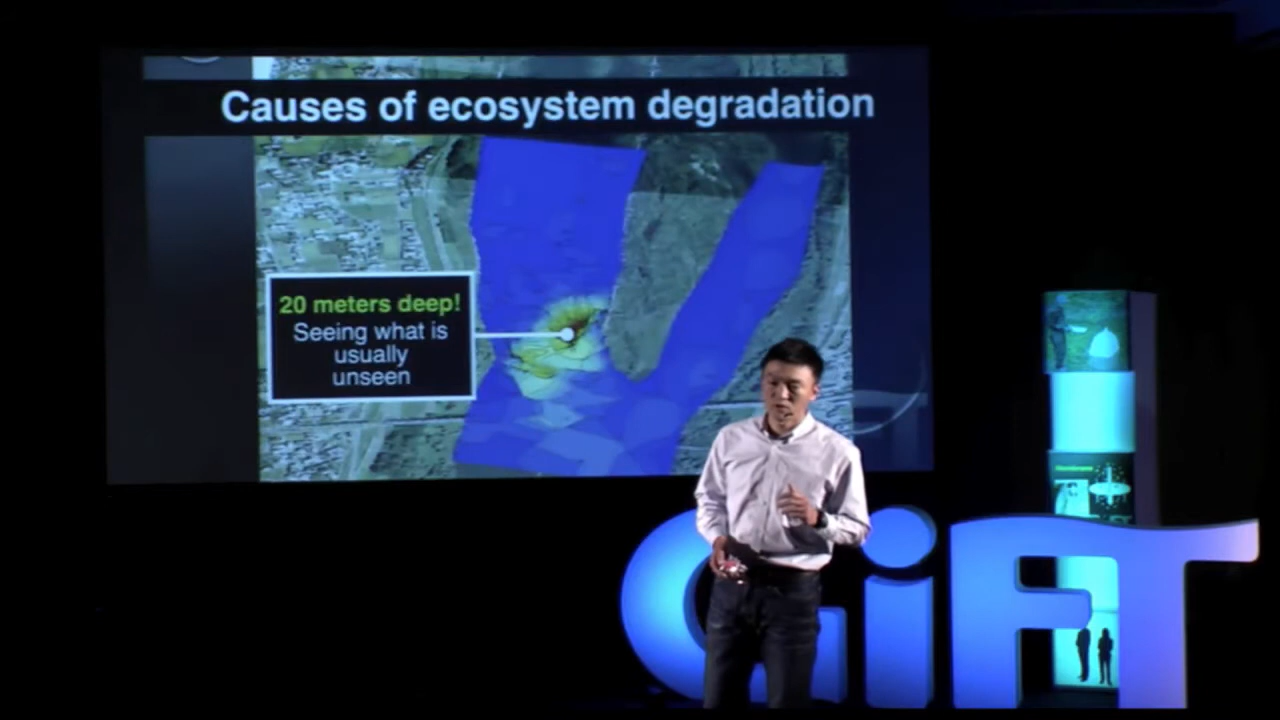 Causes of ecosystem degradation
20 meters deep!
Seeing what is
usually
unseen
GiFT